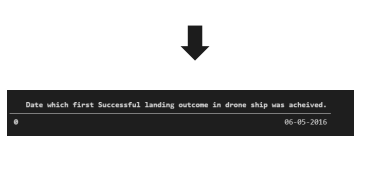 Date which first Successful landing outcome in drone ship was acheived.
0 06-05-2016